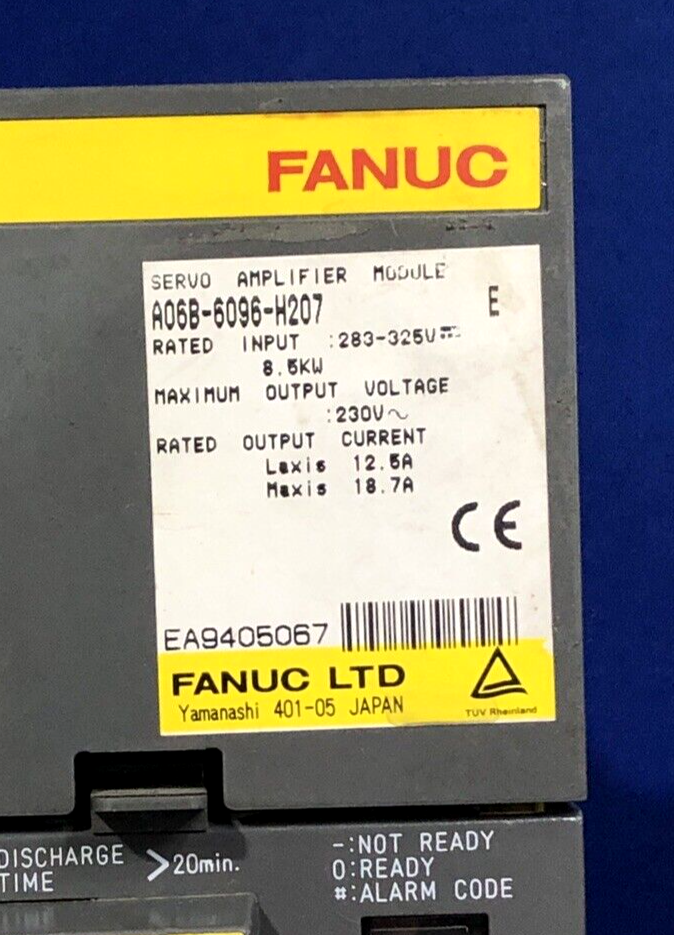 FANUC
SERVO AMPLIFIER MODULE
A06B-6096-H207 E
RATED INPUT :283-325V⎓
8.5KW
MAXIMUM OUTPUT VOLTAGE
:230V~
RATED OUTPUT CURRENT
Laxis 12.5A
Maxis 18.7A
CE
EA9405067
FANUC LTD
Yamanashi 401-05 JAPAN
TUV Rheinland
DISCHARGE
TIME
>20min.
-:NOT READY
0:READY
#:ALARM CODE